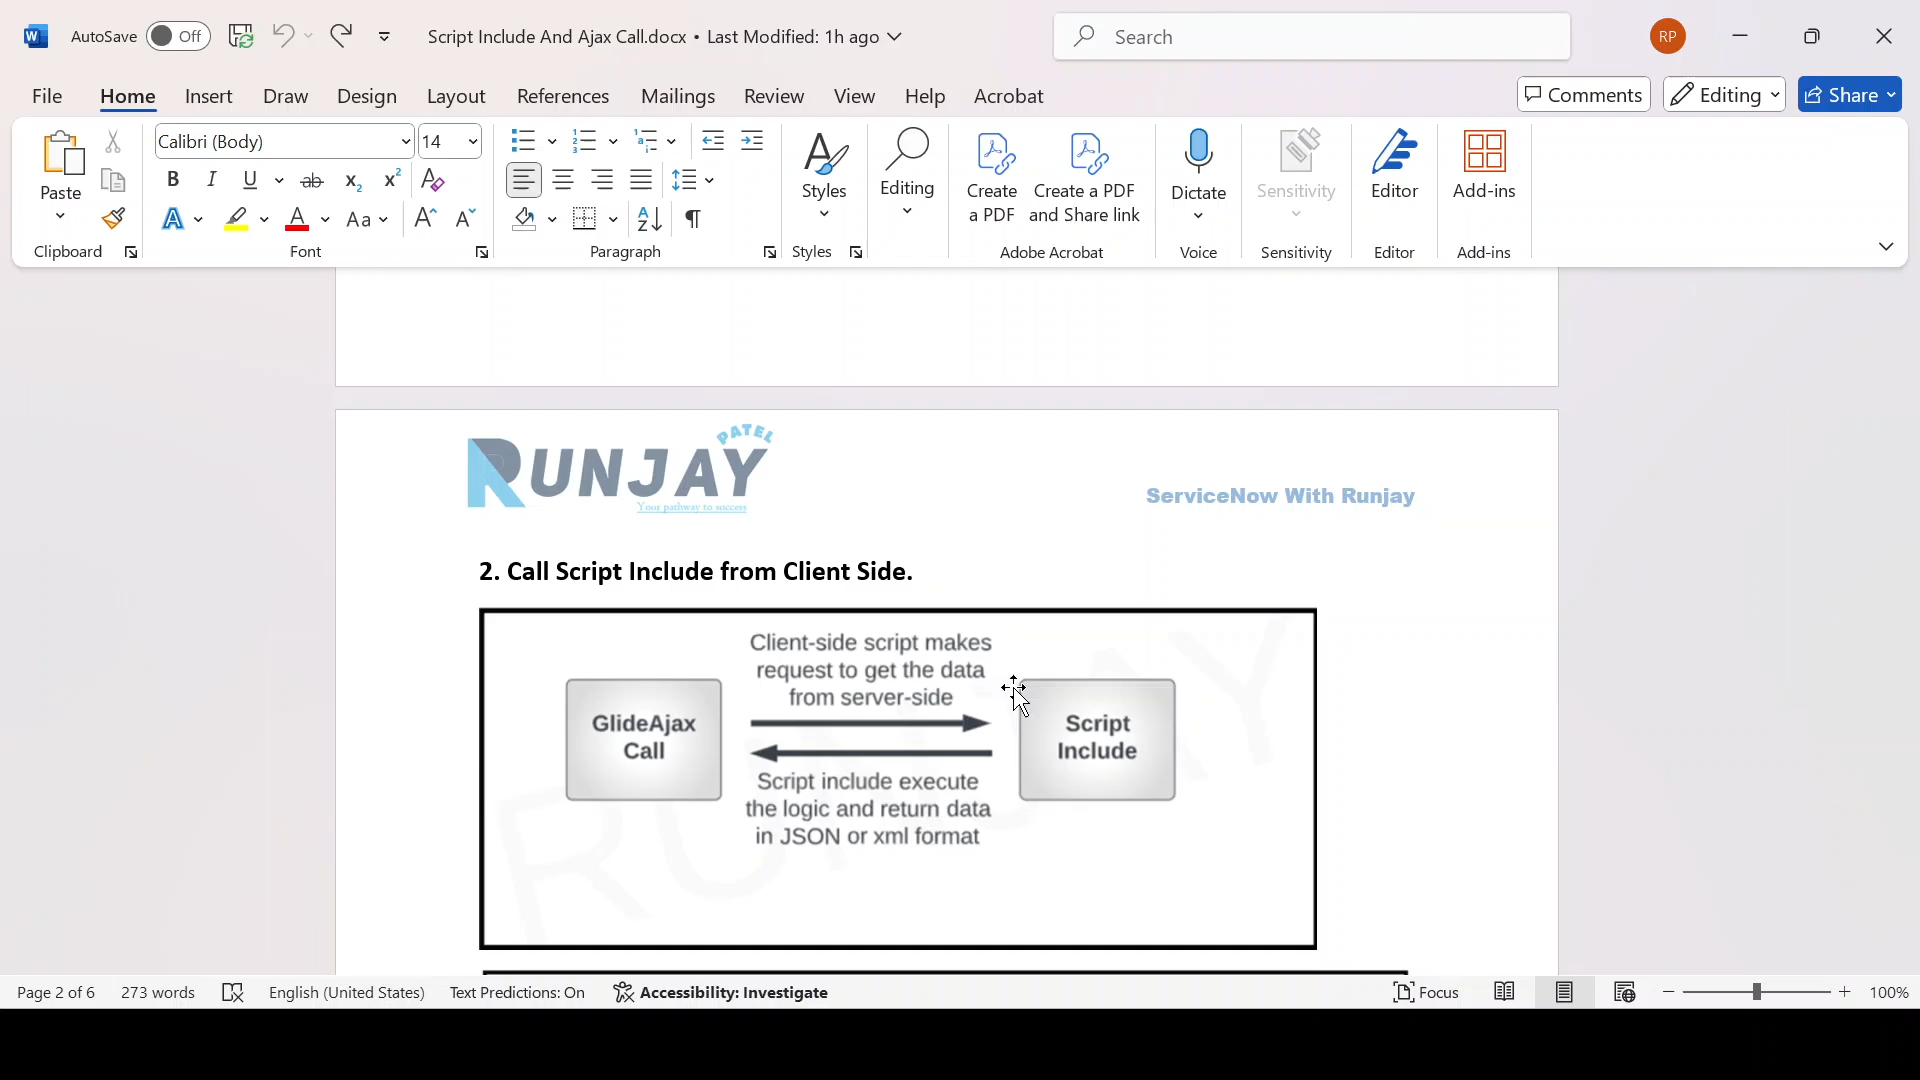 AutoSave Off Script Include And Ajax Call.docx • Last Modified: 1h ago Search RP
File Home Insert Draw Design Layout References Mailings Review View Help Acrobat Comments Editing Share
Paste
Calibri (Body) 14
Styles
Editing
Create a PDF
Create a PDF and Share link
Dictate
Sensitivity
Editor
Add-ins
Clipboard Font Paragraph Styles Adobe Acrobat Voice Sensitivity Editor Add-ins
RUNJAY
PATEL
Your pathway to success
ServiceNow With Runjay
2. Call Script Include from Client Side.
Client-side script makes
request to get the data
from server-side
GlideAjax
Call
Script
Include
Script include execute
the logic and return data
in JSON or xml format
RUNJAY
Page 2 of 6 273 words English (United States) Text Predictions: On Accessibility: Investigate Focus 100%